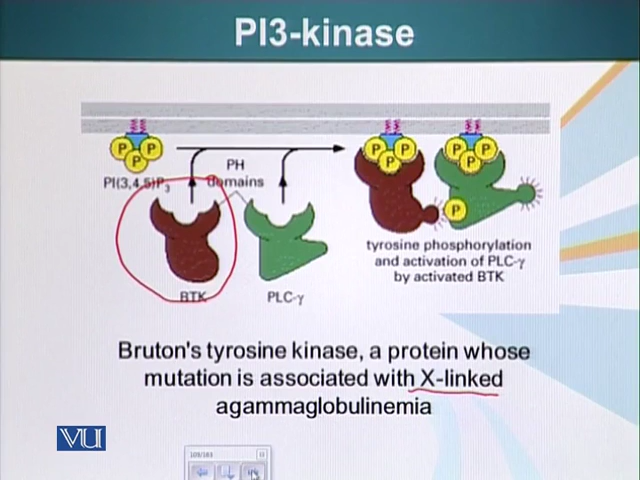 PI3-kinase
P P P
PI(3,4,5)P3
PH
domains
BTK
PLC-γ
P P P
P P P
P
tyrosine phosphorylation
and activation of PLC-γ
by activated BTK
Bruton's tyrosine kinase, a protein whose
mutation is associated with X-linked
agammaglobulinemia
VU